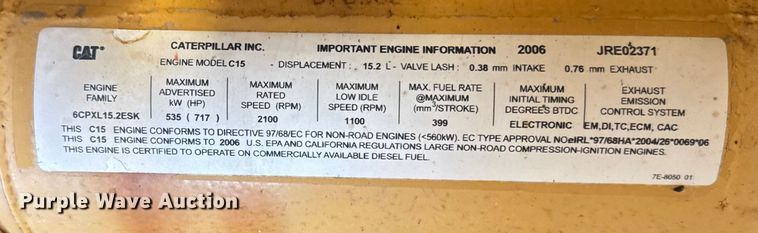 CAT CATERPILLAR INC. IMPORTANT ENGINE INFORMATION 2006 JRE02371
ENGINE MODEL C15 - DISPLACEMENT: 15.2 L - VALVE LASH: 0.38 mm INTAKE 0.76 mm EXHAUST
ENGINE FAMILY
6CPXL15.2ESK
MAXIMUM ADVERTISED kW (HP)
535 ( 717 )
MAXIMUM RATED SPEED (RPM)
2100
MAXIMUM LOW IDLE SPEED (RPM)
1100
MAX. FUEL RATE @MAXIMUM (mm³/STROKE)
399
MAXIMUM INITIAL TIMING DEGREES BTDC
ELECTRONIC
EXHAUST EMISSION CONTROL SYSTEM
EM,DI,TC,ECM, CAC
THIS C15 ENGINE CONFORMS TO DIRECTIVE 97/68/EC FOR NON-ROAD ENGINES (<560kW). EC TYPE APPROVAL NO eIRL*97/68HA*2004/26*0069*06
THIS C15 ENGINE CONFORMS TO 2006 U.S. EPA AND CALIFORNIA REGULATIONS LARGE NON-ROAD COMPRESSION-IGNITION ENGINES.
THIS ENGINE IS CERTIFIED TO OPERATE ON COMMERCIALLY AVAILABLE DIESEL FUEL.
7E-8050 01
Purple Wave Auction